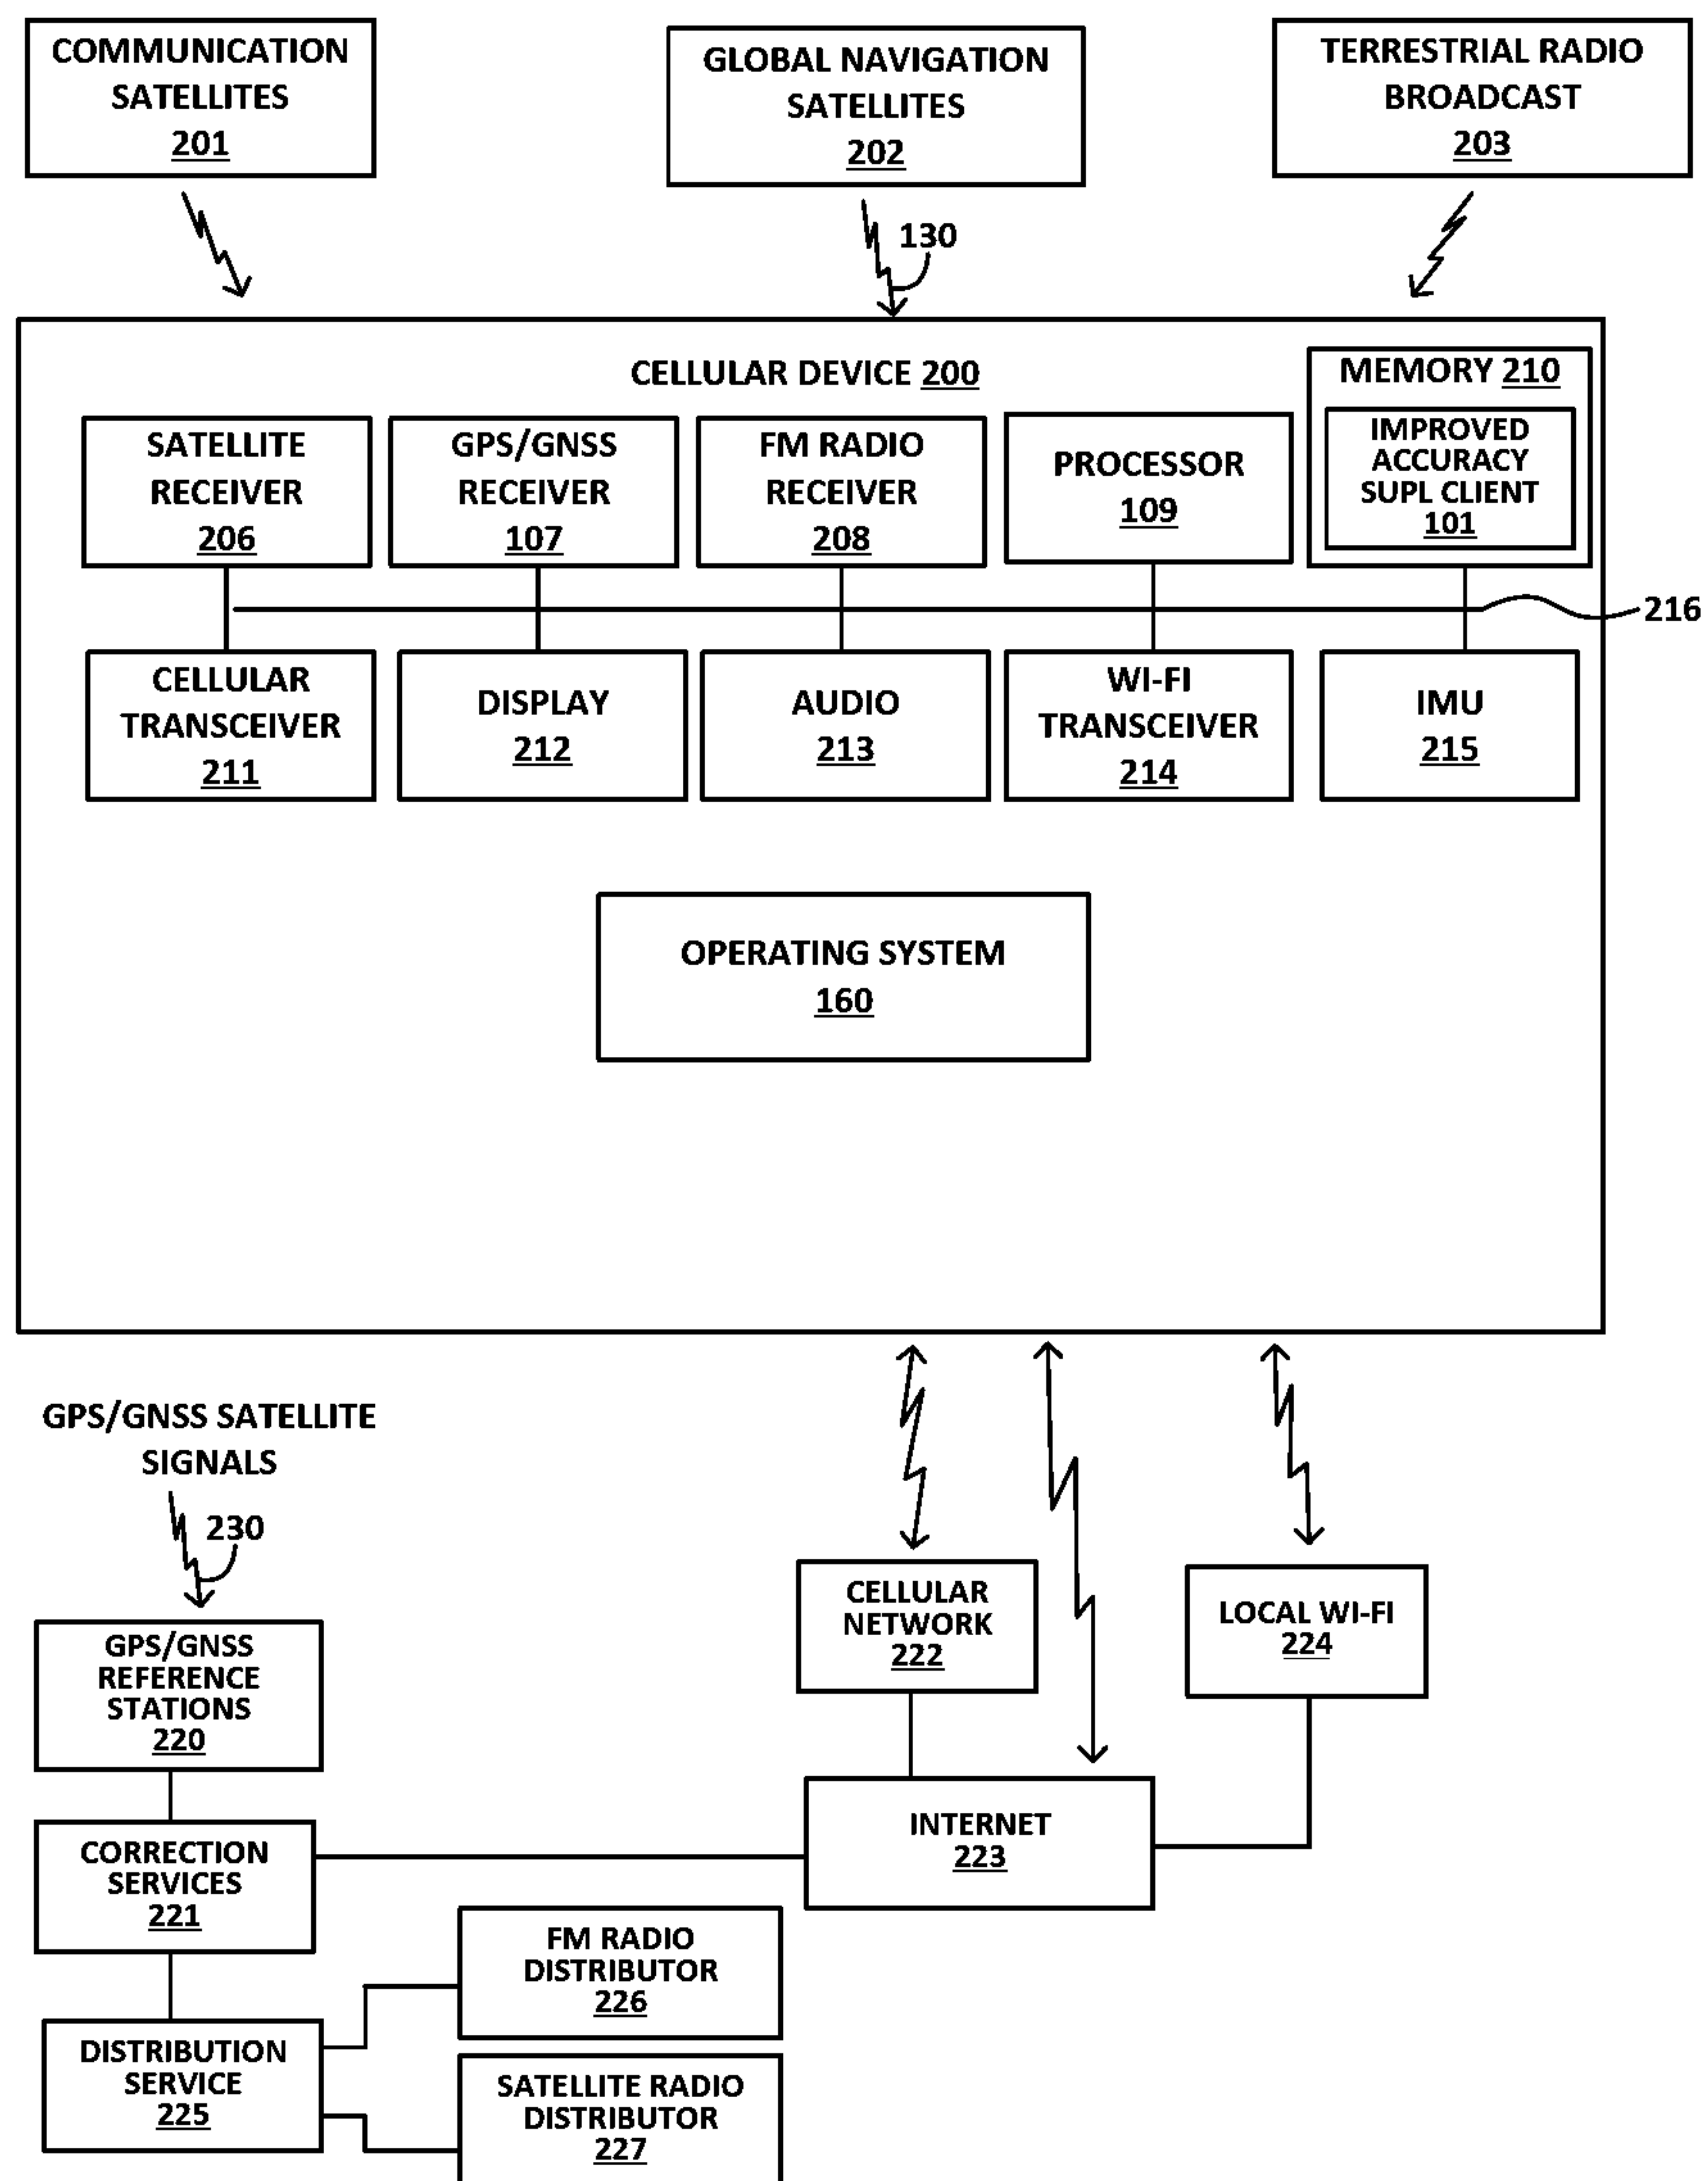 COMMUNICATION
SATELLITES
201
GLOBAL NAVIGATION
SATELLITES
202
TERRESTRIAL RADIO
BROADCAST
203
130
CELLULAR DEVICE 200
MEMORY 210
IMPROVED
ACCURACY
SUPL CLIENT
101
SATELLITE
RECEIVER
206
GPS/GNSS
RECEIVER
107
FM RADIO
RECEIVER
208
PROCESSOR
109
216
CELLULAR
TRANSCEIVER
211
DISPLAY
212
AUDIO
213
WI-FI
TRANSCEIVER
214
IMU
215
OPERATING SYSTEM
160
GPS/GNSS SATELLITE
SIGNALS
230
GPS/GNSS
REFERENCE
STATIONS
220
CELLULAR
NETWORK
222
LOCAL WI-FI
224
CORRECTION
SERVICES
221
INTERNET
223
FM RADIO
DISTRIBUTOR
226
DISTRIBUTION
SERVICE
225
SATELLITE RADIO
DISTRIBUTOR
227